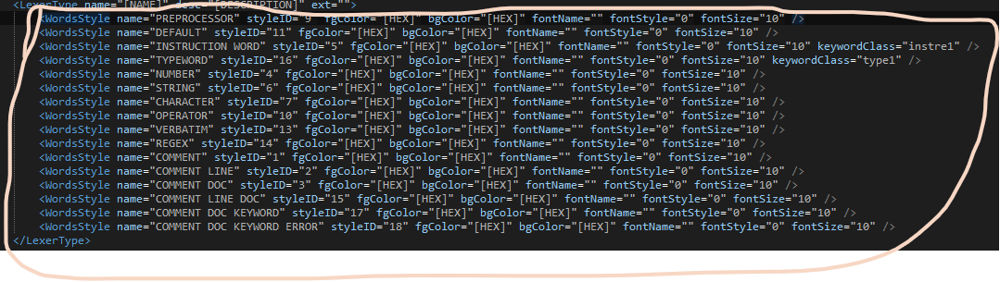 <LexerType name="[NAME]" desc="[DESCRIPTION]" ext="">
<WordsStyle name="PREPROCESSOR" styleID="9" fgColor="[HEX]" bgColor="[HEX]" fontName="" fontStyle="0" fontSize="10" />
<WordsStyle name="DEFAULT" styleID="11" fgColor="[HEX]" bgColor="[HEX]" fontName="" fontStyle="0" fontSize="10" />
<WordsStyle name="INSTRUCTION WORD" styleID="5" fgColor="[HEX]" bgColor="[HEX]" fontName="" fontStyle="0" fontSize="10" keywordClass="instre1" />
<WordsStyle name="TYPEWORD" styleID="16" fgColor="[HEX]" bgColor="[HEX]" fontName="" fontStyle="0" fontSize="10" keywordClass="type1" />
<WordsStyle name="NUMBER" styleID="4" fgColor="[HEX]" bgColor="[HEX]" fontName="" fontStyle="0" fontSize="10" />
<WordsStyle name="STRING" styleID="6" fgColor="[HEX]" bgColor="[HEX]" fontName="" fontStyle="0" fontSize="10" />
<WordsStyle name="CHARACTER" styleID="7" fgColor="[HEX]" bgColor="[HEX]" fontName="" fontStyle="0" fontSize="10" />
<WordsStyle name="OPERATOR" styleID="10" fgColor="[HEX]" bgColor="[HEX]" fontName="" fontStyle="0" fontSize="10" />
<WordsStyle name="VERBATIM" styleID="13" fgColor="[HEX]" bgColor="[HEX]" fontName="" fontStyle="0" fontSize="10" />
<WordsStyle name="REGEX" styleID="14" fgColor="[HEX]" bgColor="[HEX]" fontName="" fontStyle="0" fontSize="10" />
<WordsStyle name="COMMENT" styleID="1" fgColor="[HEX]" bgColor="[HEX]" fontName="" fontStyle="0" fontSize="10" />
<WordsStyle name="COMMENT LINE" styleID="2" fgColor="[HEX]" bgColor="[HEX]" fontName="" fontStyle="0" fontSize="10" />
<WordsStyle name="COMMENT DOC" styleID="3" fgColor="[HEX]" bgColor="[HEX]" fontName="" fontStyle="0" fontSize="10" />
<WordsStyle name="COMMENT LINE DOC" styleID="15" fgColor="[HEX]" bgColor="[HEX]" fontName="" fontStyle="0" fontSize="10" />
<WordsStyle name="COMMENT DOC KEYWORD" styleID="17" fgColor="[HEX]" bgColor="[HEX]" fontName="" fontStyle="0" fontSize="10" />
<WordsStyle name="COMMENT DOC KEYWORD ERROR" styleID="18" fgColor="[HEX]" bgColor="[HEX]" fontName="" fontStyle="0" fontSize="10" />
</LexerType>